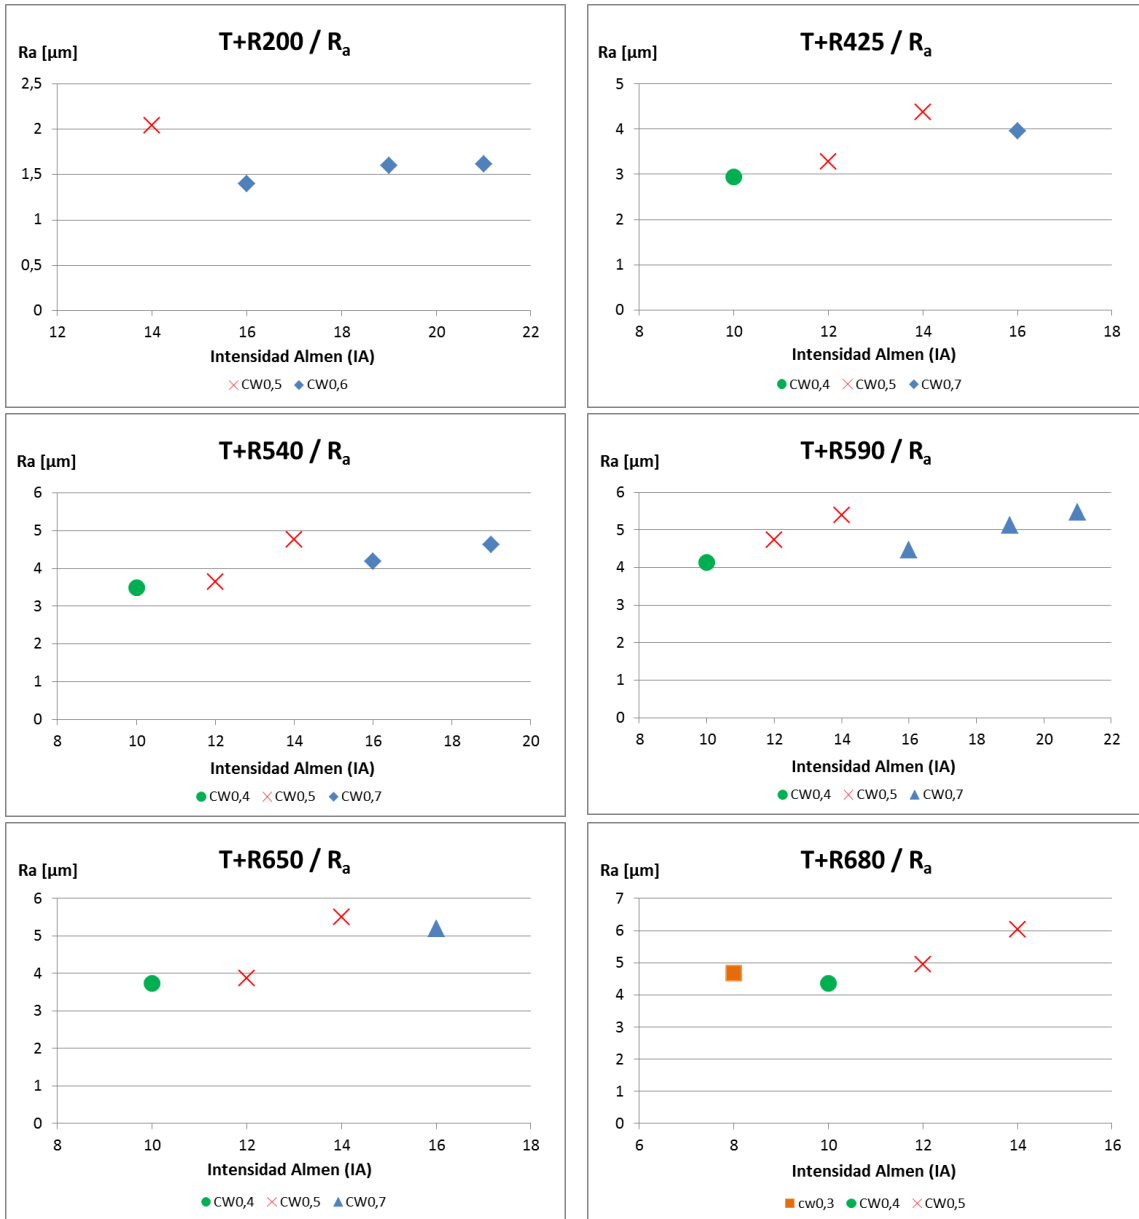 T+R200 / Ra
Ra [µm]
2,5
2
1,5
1
0,5
0
12 14 16 18 20 22
Intensidad Almen (IA)
CW0,5 CW0,6
T+R425 / Ra
Ra [µm]
5
4
3
2
1
0
8 10 12 14 16 18
Intensidad Almen (IA)
CW0,4 CW0,5 CW0,7
T+R540 / Ra
Ra [µm]
6
5
4
3
2
1
0
8 10 12 14 16 18 20
Intensidad Almen (IA)
CW0,4 CW0,5 CW0,7
T+R590 / Ra
Ra [µm]
6
5
4
3
2
1
0
8 10 12 14 16 18 20 22
Intensidad Almen (IA)
CW0,4 CW0,5 CW0,7
T+R650 / Ra
Ra [µm]
6
5
4
3
2
1
0
8 10 12 14 16 18
Intensidad Almen (IA)
CW0,4 CW0,5 CW0,7
T+R680 / Ra
Ra [µm]
7
6
5
4
3
2
1
0
6 8 10 12 14 16
Intensidad Almen (IA)
cw0,3 CW0,4 CW0,5